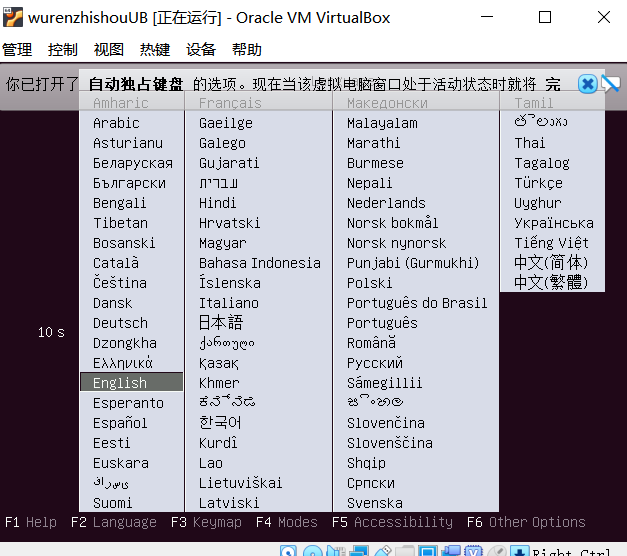 wurenzhishouUB [正在运行] - Oracle VM VirtualBox
管理 控制 视图 热键 设备 帮助
你已打开了 自动独占键盘 的选项。现在当该虚拟电脑窗口处于活动状态时就将 完
Amharic
Arabic
Asturianu
Беларуская
Български
Bengali
Tibetan
Bosanski
Català
Čeština
Dansk
Deutsch
Dzongkha
Ελληνικά
English
Esperanto
Español
Eesti
Euskara
فارسی
Suomi
Français
Gaeilge
Galego
Gujarati
עברית
Hindi
Hrvatski
Magyar
Bahasa Indonesia
Íslenska
Italiano
日本語
ქართული
Қазақ
Khmer
ಕನ್ನಡ
한국어
Kurdî
Lao
Lietuviškai
Latviski
Македонски
Malayalam
Marathi
Burmese
Nepali
Nederlands
Norsk bokmål
Norsk nynorsk
Punjabi (Gurmukhi)
Polski
Português do Brasil
Português
Română
Русский
Sámegillii
සිංහල
Slovenčina
Slovenščina
Shqip
Српски
Svenska
Tamil
తెలుగు
Thai
Tagalog
Türkçe
Uyghur
Українська
Tiếng Việt
中文(简体)
中文(繁體)
10 s
F1 Help F2 Language F3 Keymap F4 Modes F5 Accessibility F6 Other Options
Right Ctrl